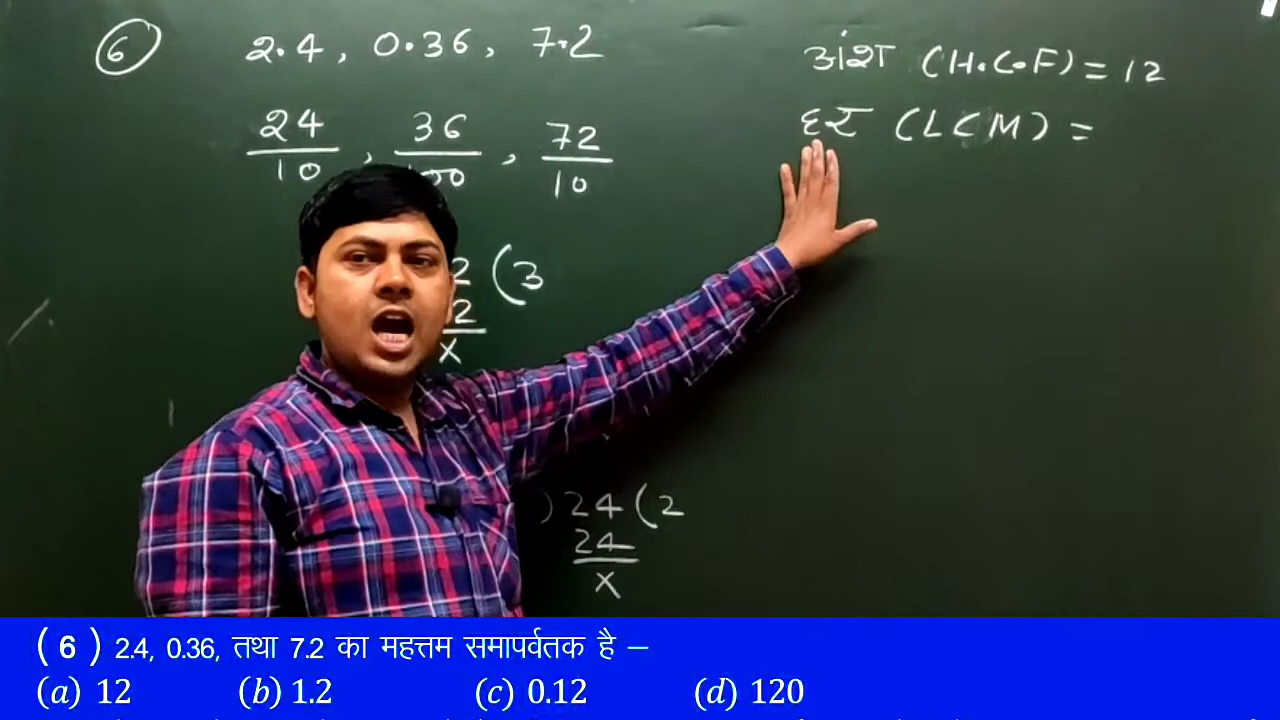 6 2.4, 0.36, 7.2
24/10, 36/100, 72/10
अंश (H.C.F) = 12
हर (LCM) =
2 (3
2
x
) 24 (2
24
x
( 6 ) 2.4, 0.36, तथा 7.2 का महत्तम समापर्वतक है –
(a) 12 (b) 1.2 (c) 0.12 (d) 120